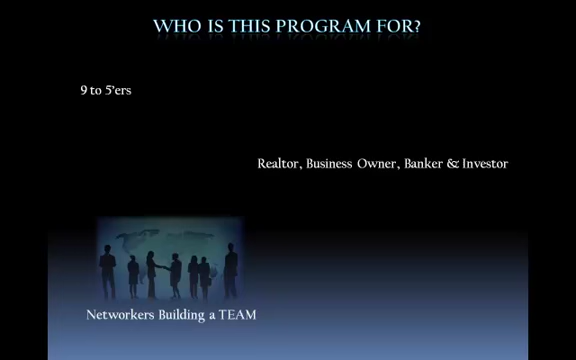 WHO IS THIS PROGRAM FOR?
9 to 5'ers
Realtor, Business Owner, Banker & Investor
Networkers Building a TEAM